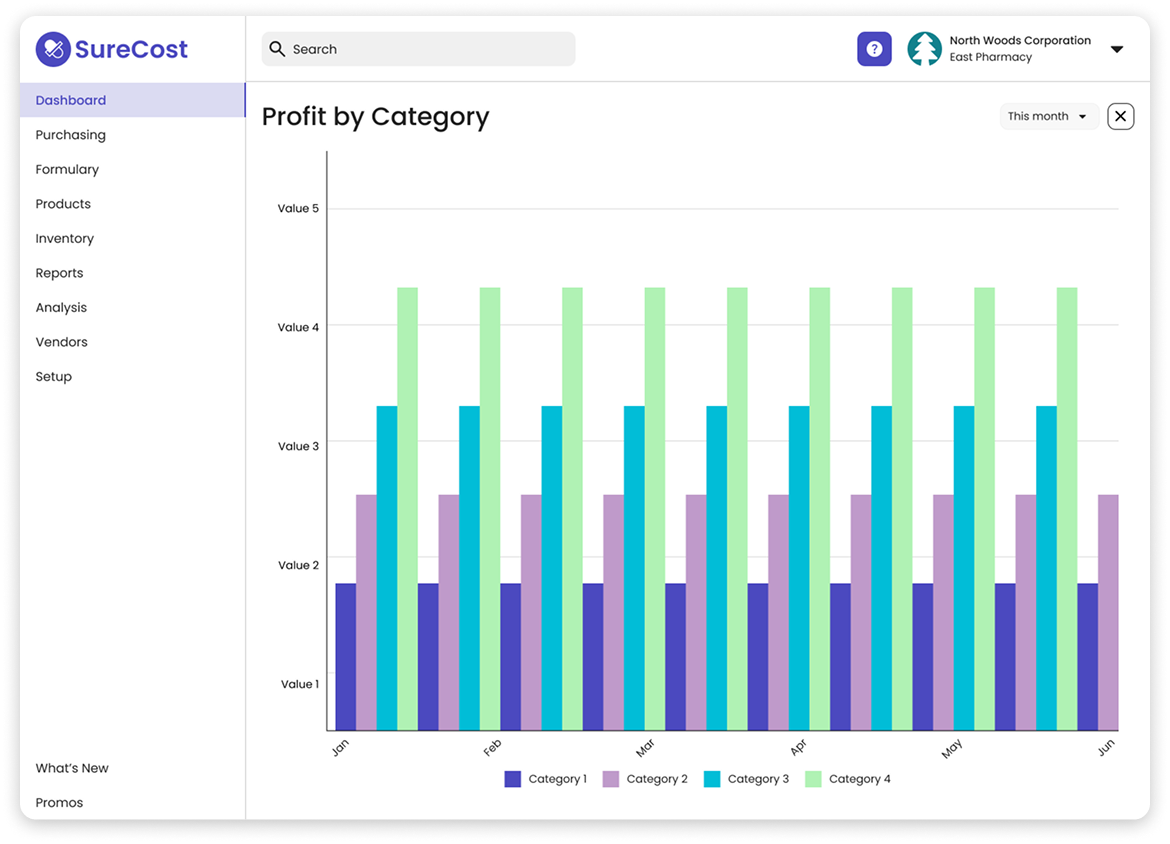 SureCost
Search
?
North Woods Corporation
East Pharmacy
Dashboard
Purchasing
Formulary
Products
Inventory
Reports
Analysis
Vendors
Setup
What's New
Promos
Profit by Category
This month
Value 5
Value 4
Value 3
Value 2
Value 1
Jan
Feb
Mar
Apr
May
Jun
Category 1
Category 2
Category 3
Category 4